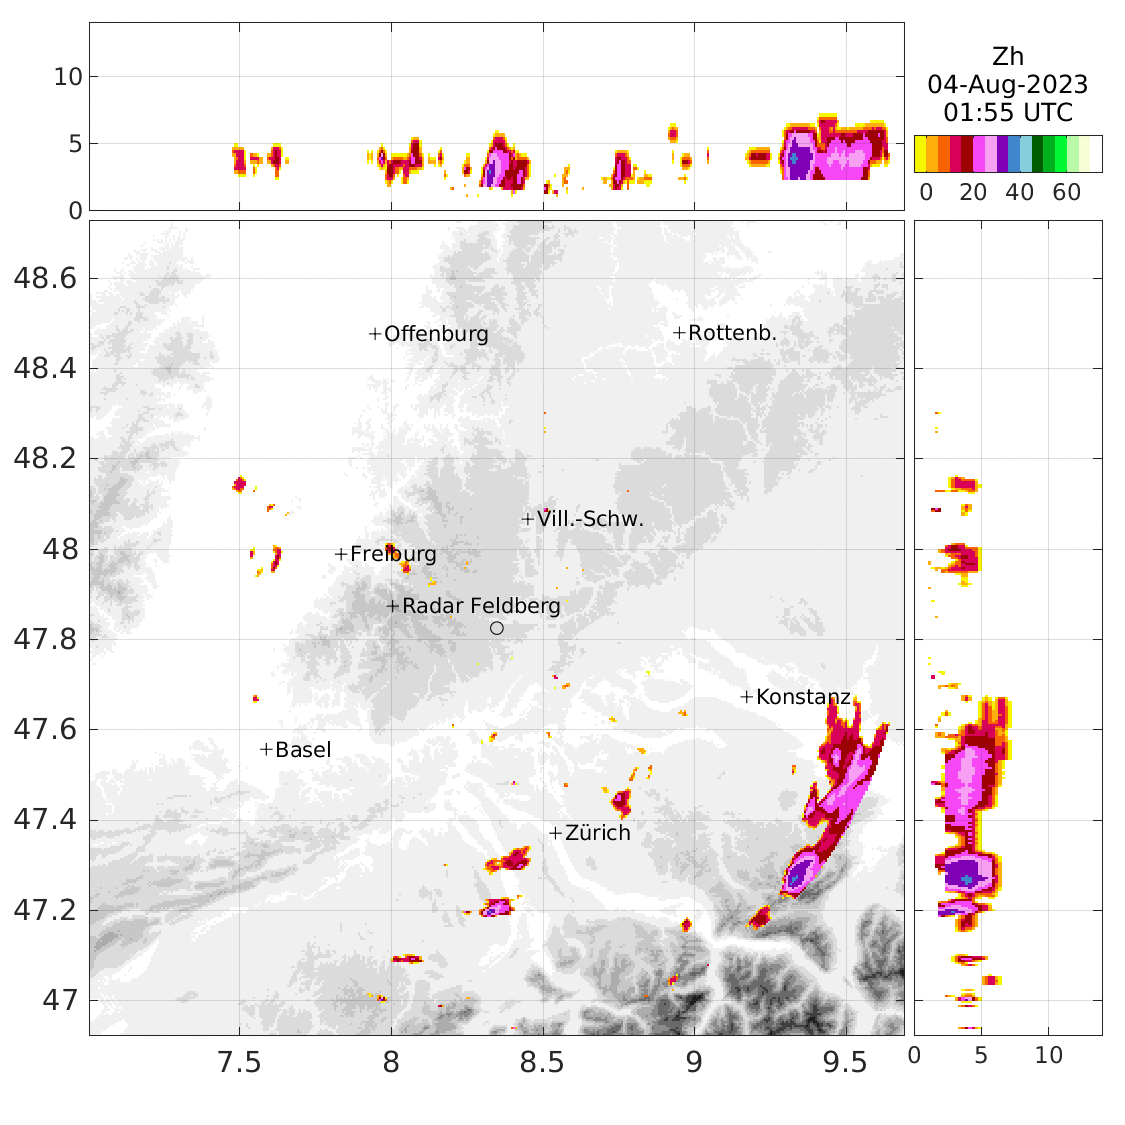 Zh
04-Aug-2023
01:55 UTC
0 20 40 60
10
5
0
48.6
48.4
48.2
48
47.8
47.6
47.4
47.2
47
+Offenburg
+Rottenb.
+Vill.-Schw.
+Freiburg
+Radar Feldberg
+Konstanz
+Basel
+Zürich
7.5 8 8.5 9 9.5
0 5 10